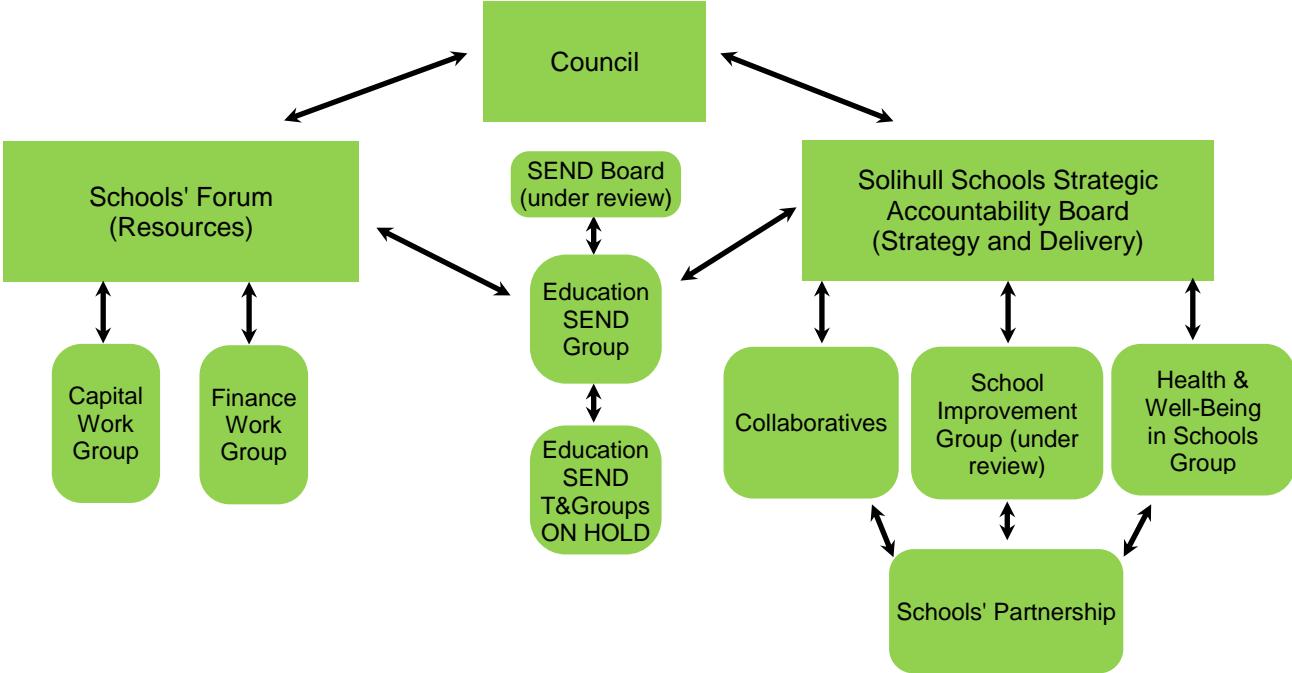 Council
Schools' Forum
(Resources)
SEND Board
(under review)
Solihull Schools Strategic
Accountability Board
(Strategy and Delivery)
Education
SEND
Group
Capital
Work
Group
Finance
Work
Group
Education
SEND
T&Groups
ON HOLD
Collaboratives
School
Improvement
Group (under
review)
Health &
Well-Being
in Schools
Group
Schools' Partnership